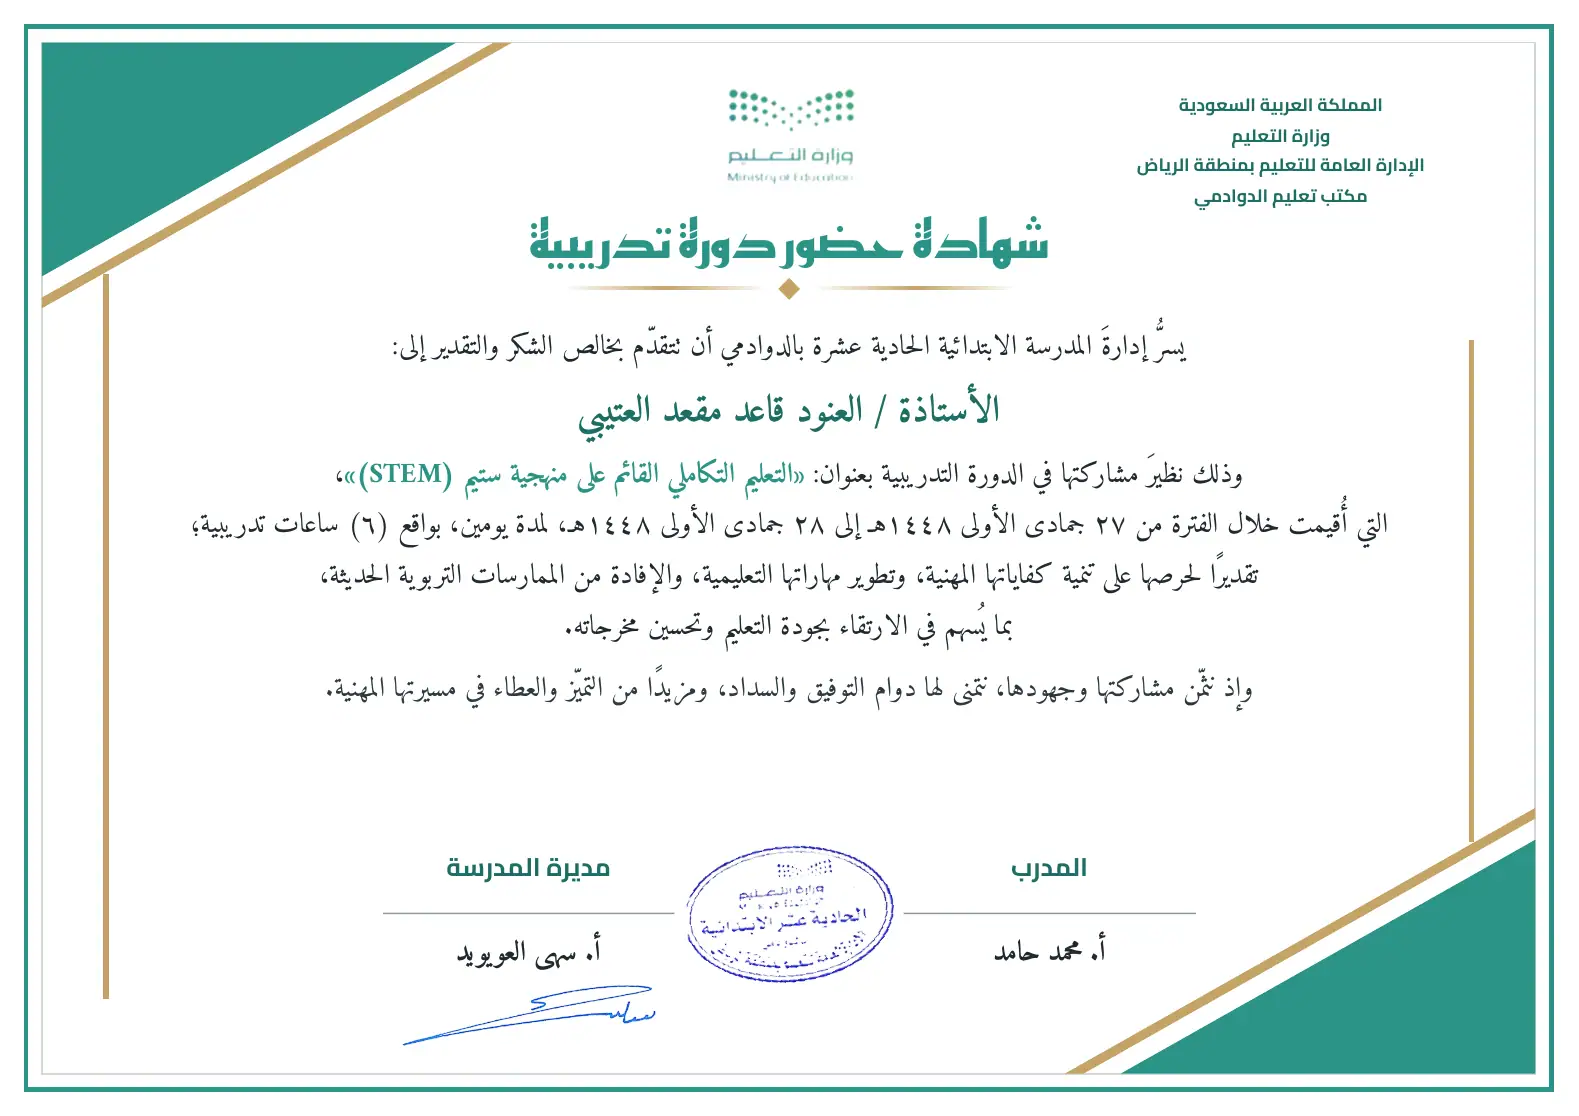 المملكة العربية السعودية
وزارة التعليم
الإدارة العامة للتعليم بمنطقة الرياض
مكتب تعليم الدوادمي
وزارة التعليم
Ministry of Education
شهادة حضور دورة تدريبية
يسرُّ إدارةَ المدرسة الابتدائية الحادية عشرة بالدوادمي أن تتقدّم بخالص الشكر والتقدير إلى:
الأستاذة / العنود قاعد مقعد العتيبي
وذلك نظيرَ مشاركتها في الدورة التدريبية بعنوان: «التعليم التكاملي القائم على منهجية ستيم (STEM)»،
التي أُقيمت خلال الفترة من ٢٧ جمادى الأولى ١٤٤٨هـ إلى ٢٨ جمادى الأولى ١٤٤٨هـ، لمدة يومين، بواقع (٦) ساعات تدريبية؛
تقديرًا لحرصها على تنمية كفاياتها المهنية، وتطوير مهاراتها التعليمية، والإفادة من الممارسات التربوية الحديثة،
بما يُسهم في الارتقاء بجودة التعليم وتحسين مخرجاته.
وإذ نثمّن مشاركتها وجهودها، نتمنى لها دوام التوفيق والسداد، ومزيدًا من التميّز والعطاء في مسيرتها المهنية.
المدرب
أ. محمد حامد
وزارة التعليم
الحادية عشر الابتدائية
مديرة المدرسة
أ. سهى العويويد